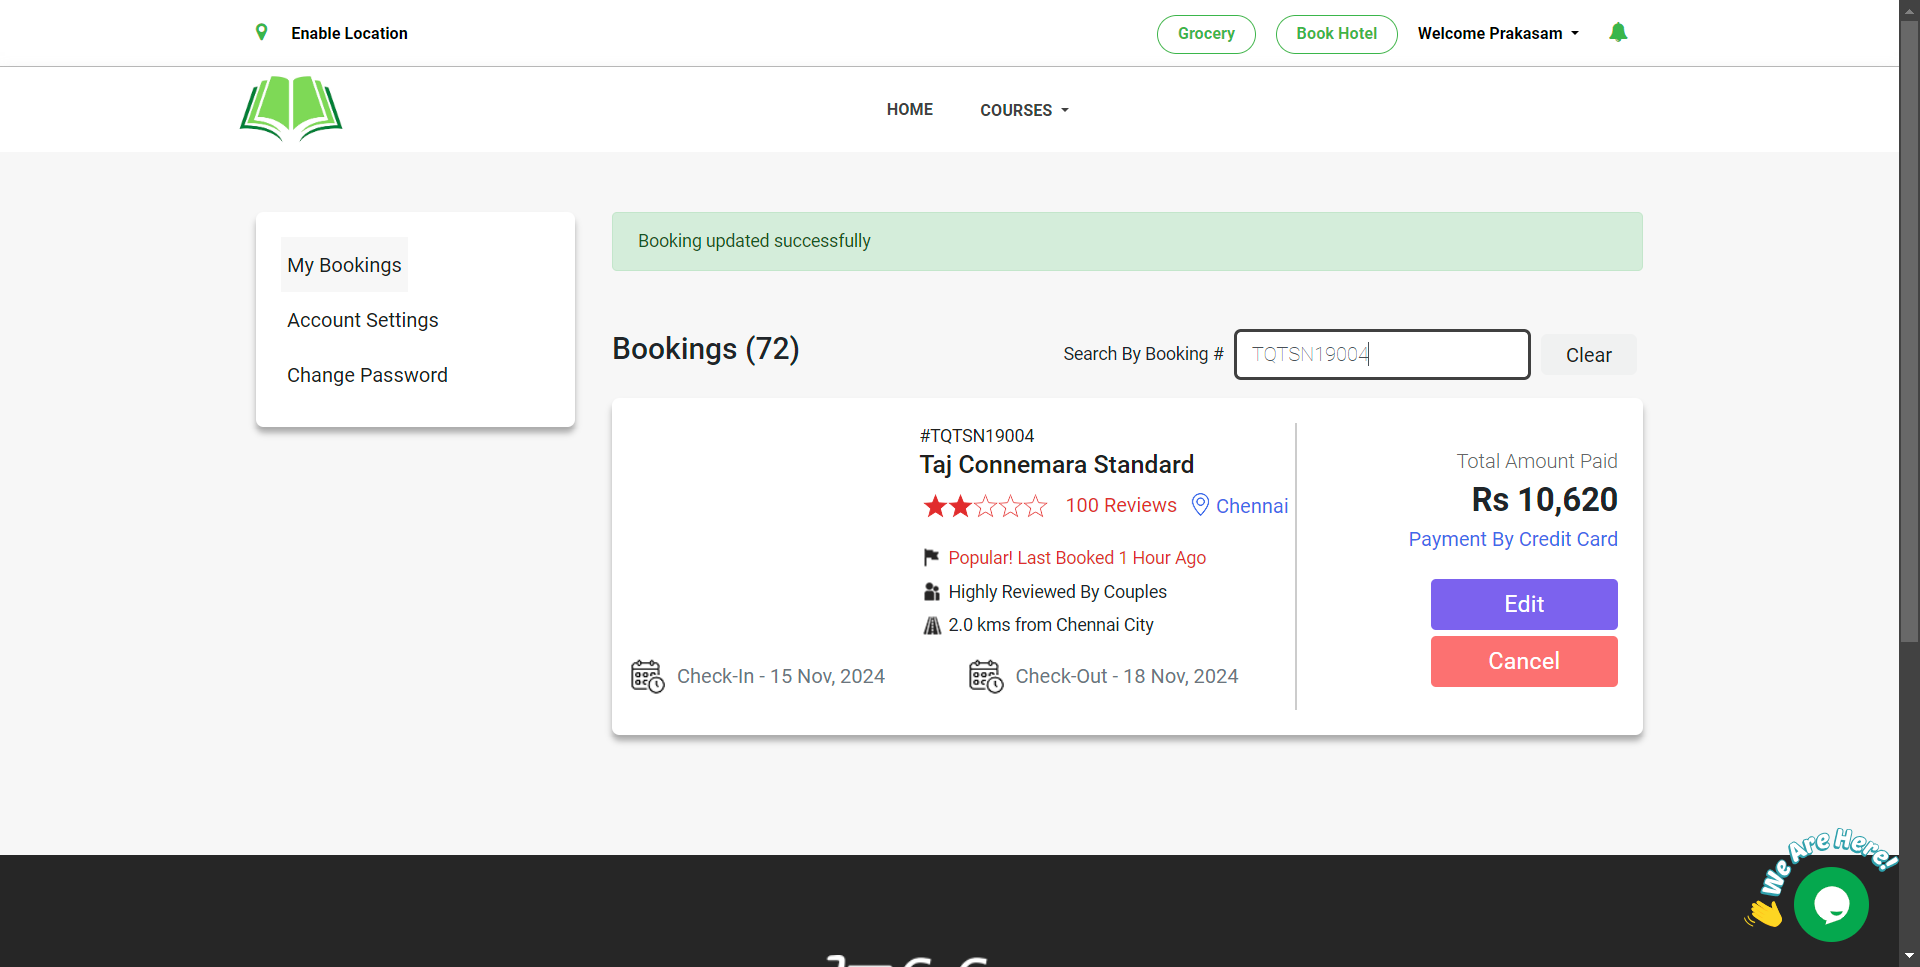 Enable Location
Grocery
Book Hotel
Welcome Prakasam
HOME
COURSES
My Bookings
Account Settings
Change Password
Booking updated successfully
Bookings (72)
Search By Booking #
TQTSN19004
Clear
#TQTSN19004
Taj Connemara Standard
100 Reviews
Chennai
Popular! Last Booked 1 Hour Ago
Highly Reviewed By Couples
2.0 kms from Chennai City
Check-In - 15 Nov, 2024
Check-Out - 18 Nov, 2024
Total Amount Paid
Rs 10,620
Payment By Credit Card
Edit
Cancel
We Are Here!